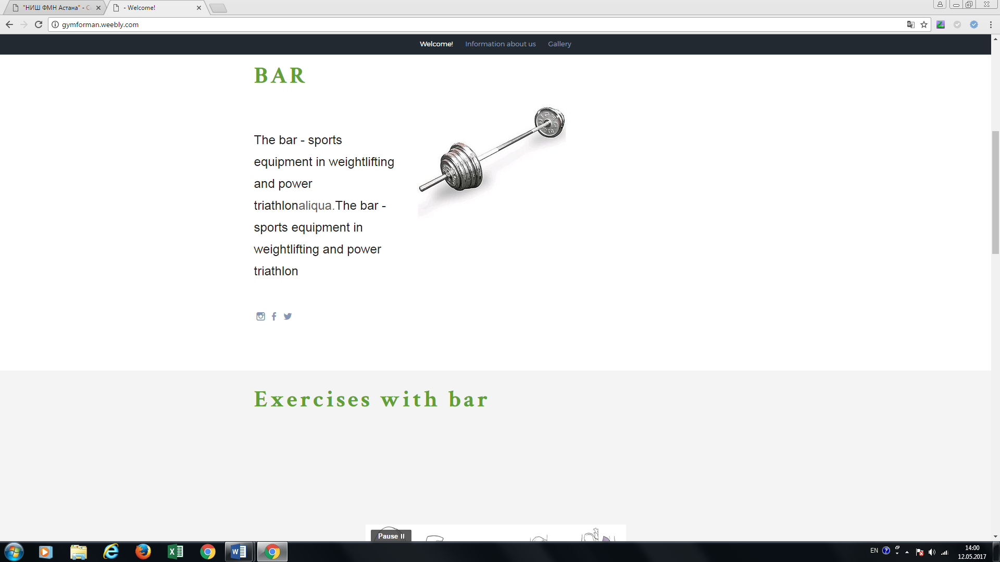 "НИШ ФМН Астана" - С
- Welcome!
gymforman.weebly.com
Welcome! Information about us Gallery
BAR
The bar - sports
equipment in weightlifting
and power
triathlonaliqua.The bar -
sports equipment in
weightlifting and power
triathlon
Exercises with bar
Pause II
EN
14:00
12.05.2017